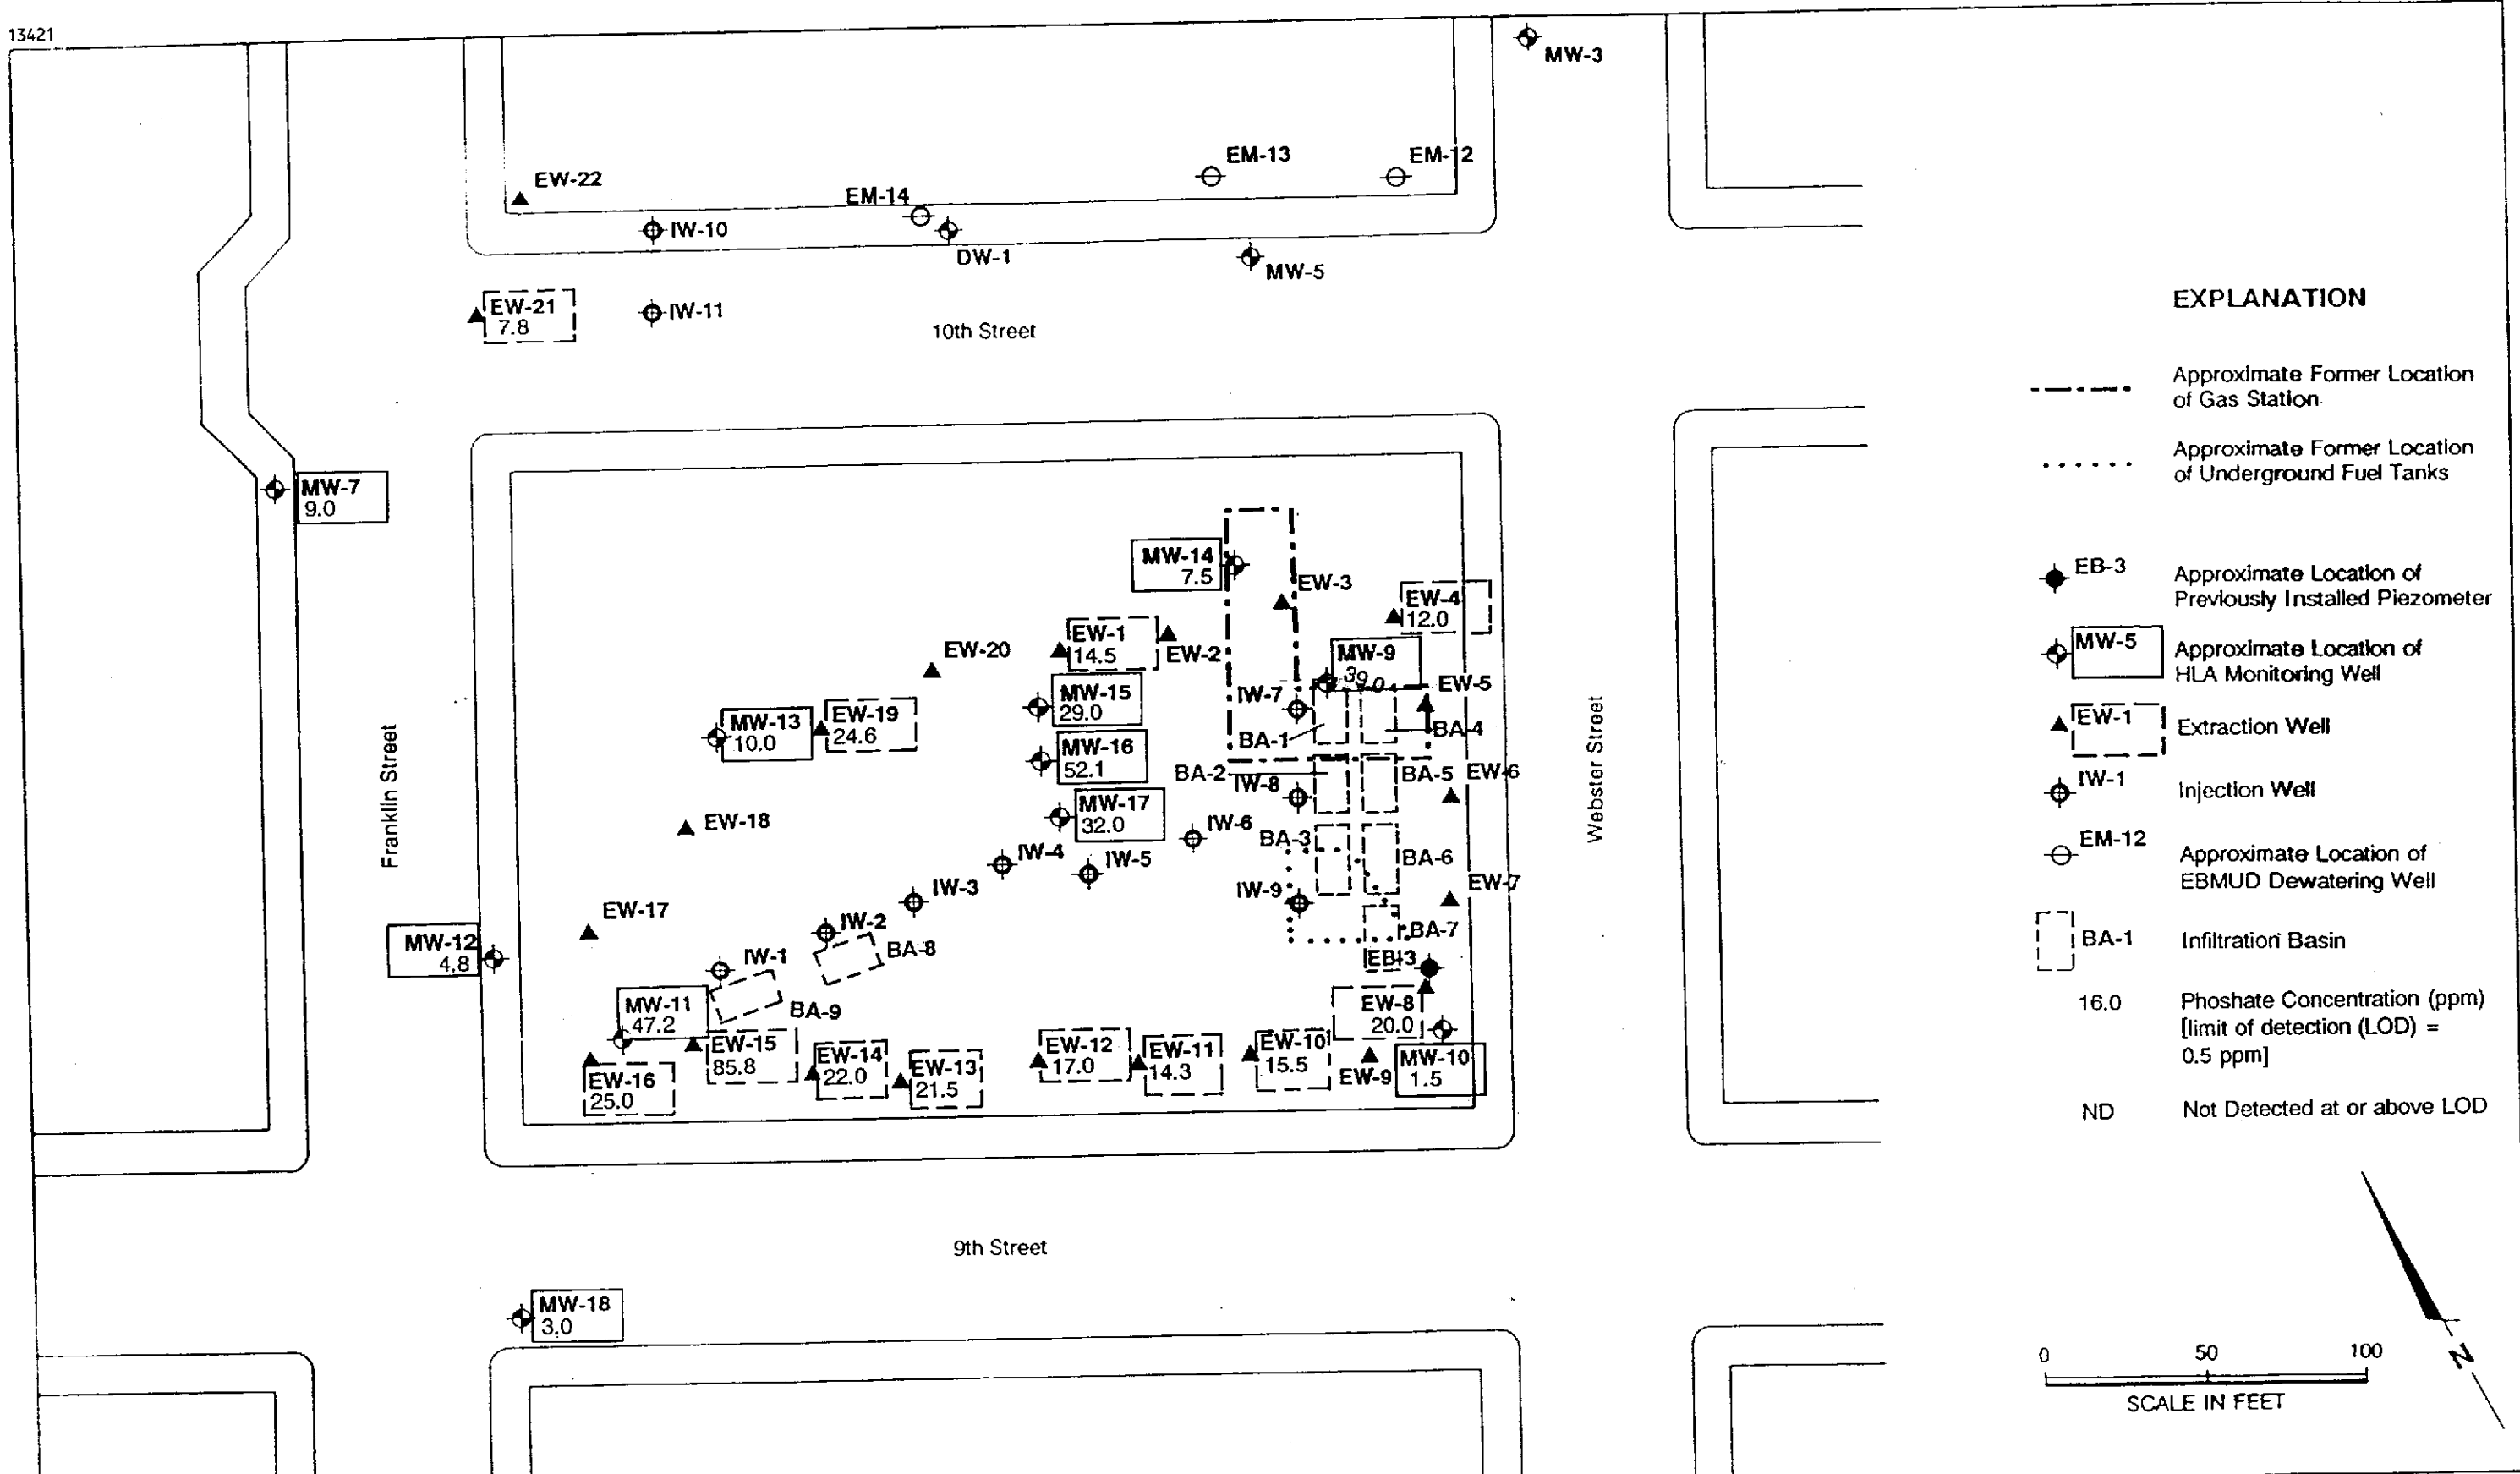 13421
MW-3
EM-13
EM-12
EW-22
EM-14
IW-10
DW-1
MW-5
EW-21
7.8
IW-11
10th Street
MW-7
9.0
MW-14
7.5
EW-3
EW-4
12.0
EW-1
14.5
EW-2
EW-20
MW-9
39.0
EW-5
MW-15
29.0
IW-7
MW-13
10.0
EW-19
24.6
BA-1
BA-4
MW-16
52.1
BA-2
IW-8
BA-5
EW-6
MW-17
32.0
EW-18
IW-6
BA-3
BA-6
IW-4
IW-5
IW-3
IW-9
EW-7
EW-17
IW-2
BA-7
MW-12
4.8
BA-8
IW-1
EB-3
MW-11
47.2
BA-9
EW-8
20.0
EW-15
85.8
EW-14
22.0
EW-13
21.5
EW-12
17.0
EW-11
14.3
EW-10
15.5
EW-9
MW-10
1.5
EW-16
25.0
Franklin Street
Webster Street
9th Street
MW-18
3.0
EXPLANATION
Approximate Former Location
of Gas Station
Approximate Former Location
of Underground Fuel Tanks
EB-3
Approximate Location of
Previously Installed Piezometer
MW-5
Approximate Location of
HLA Monitoring Well
EW-1
Extraction Well
IW-1
Injection Well
EM-12
Approximate Location of
EBMUD Dewatering Well
BA-1
Infiltration Basin
16.0
Phoshate Concentration (ppm)
[limit of detection (LOD) =
0.5 ppm]
ND
Not Detected at or above LOD
N
0 50 100
SCALE IN FEET